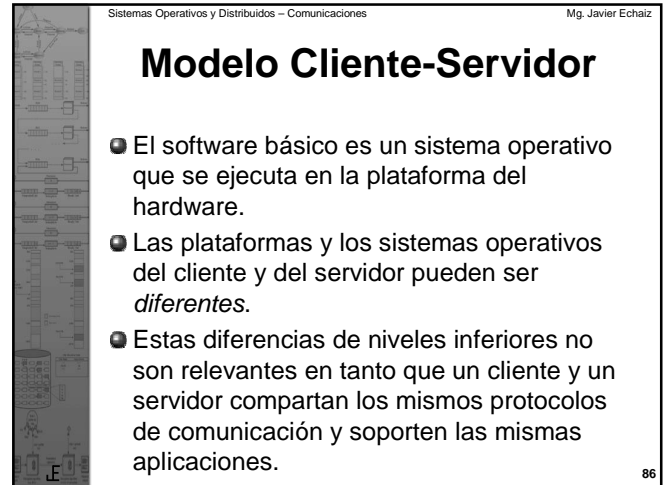 Sistemas Operativos y Distribuidos – Comunicaciones
Mg. Javier Echaiz
Modelo Cliente-Servidor
El software básico es un sistema operativo
que se ejecuta en la plataforma del
hardware.
Las plataformas y los sistemas operativos
del cliente y del servidor pueden ser
diferentes.
Estas diferencias de niveles inferiores no
son relevantes en tanto que un cliente y un
servidor compartan los mismos protocolos
de comunicación y soporten las mismas
aplicaciones.
JE
86